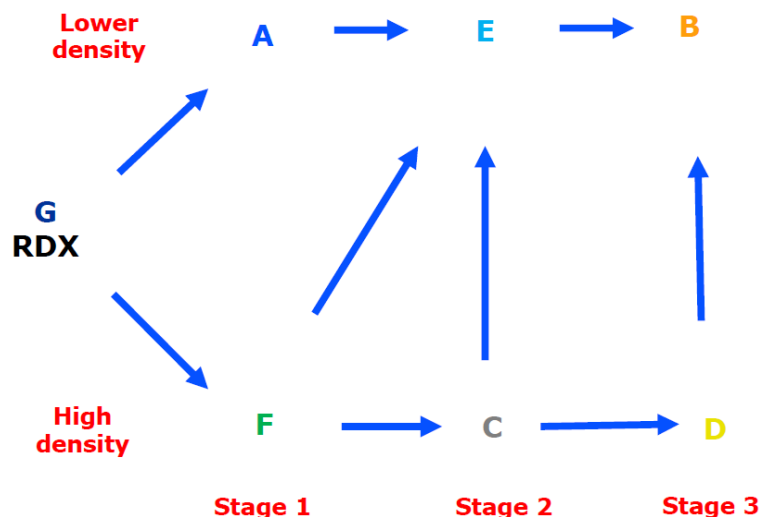 Lower
density
A
E
B
G
RDX
High
density
F
C
D
Stage 1
Stage 2
Stage 3